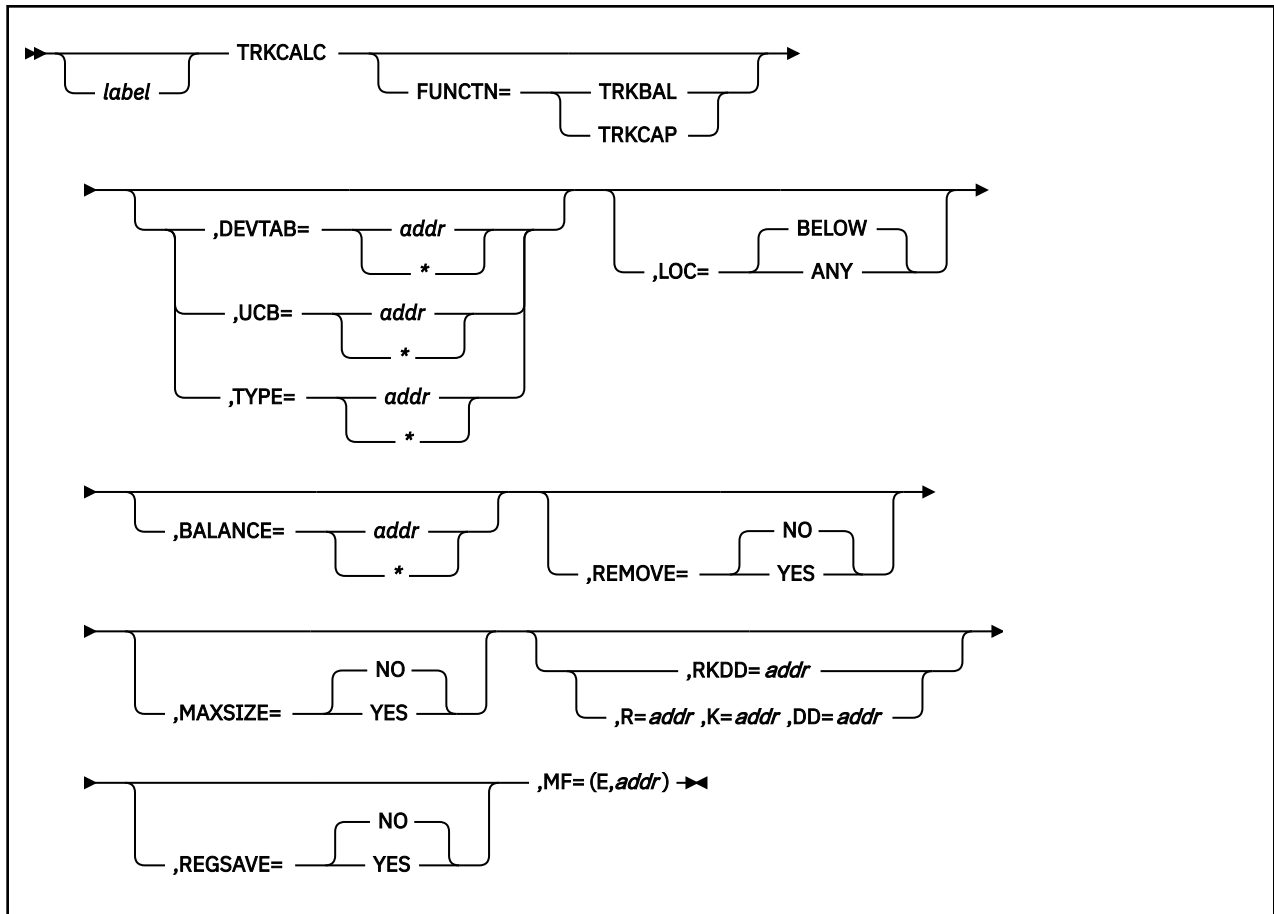 TRKCALC
label
FUNCTN= TRKBAL
TRKCAP
,DEVTAB= addr
*
,UCB= addr
*
,TYPE= addr
*
,LOC= BELOW
ANY
,BALANCE= addr
*
,REMOVE= NO
YES
,MAXSIZE= NO
YES
,RKDD= addr
,R=addr ,K=addr ,DD=addr
,REGSAVE= NO
YES
,MF= (E,addr)